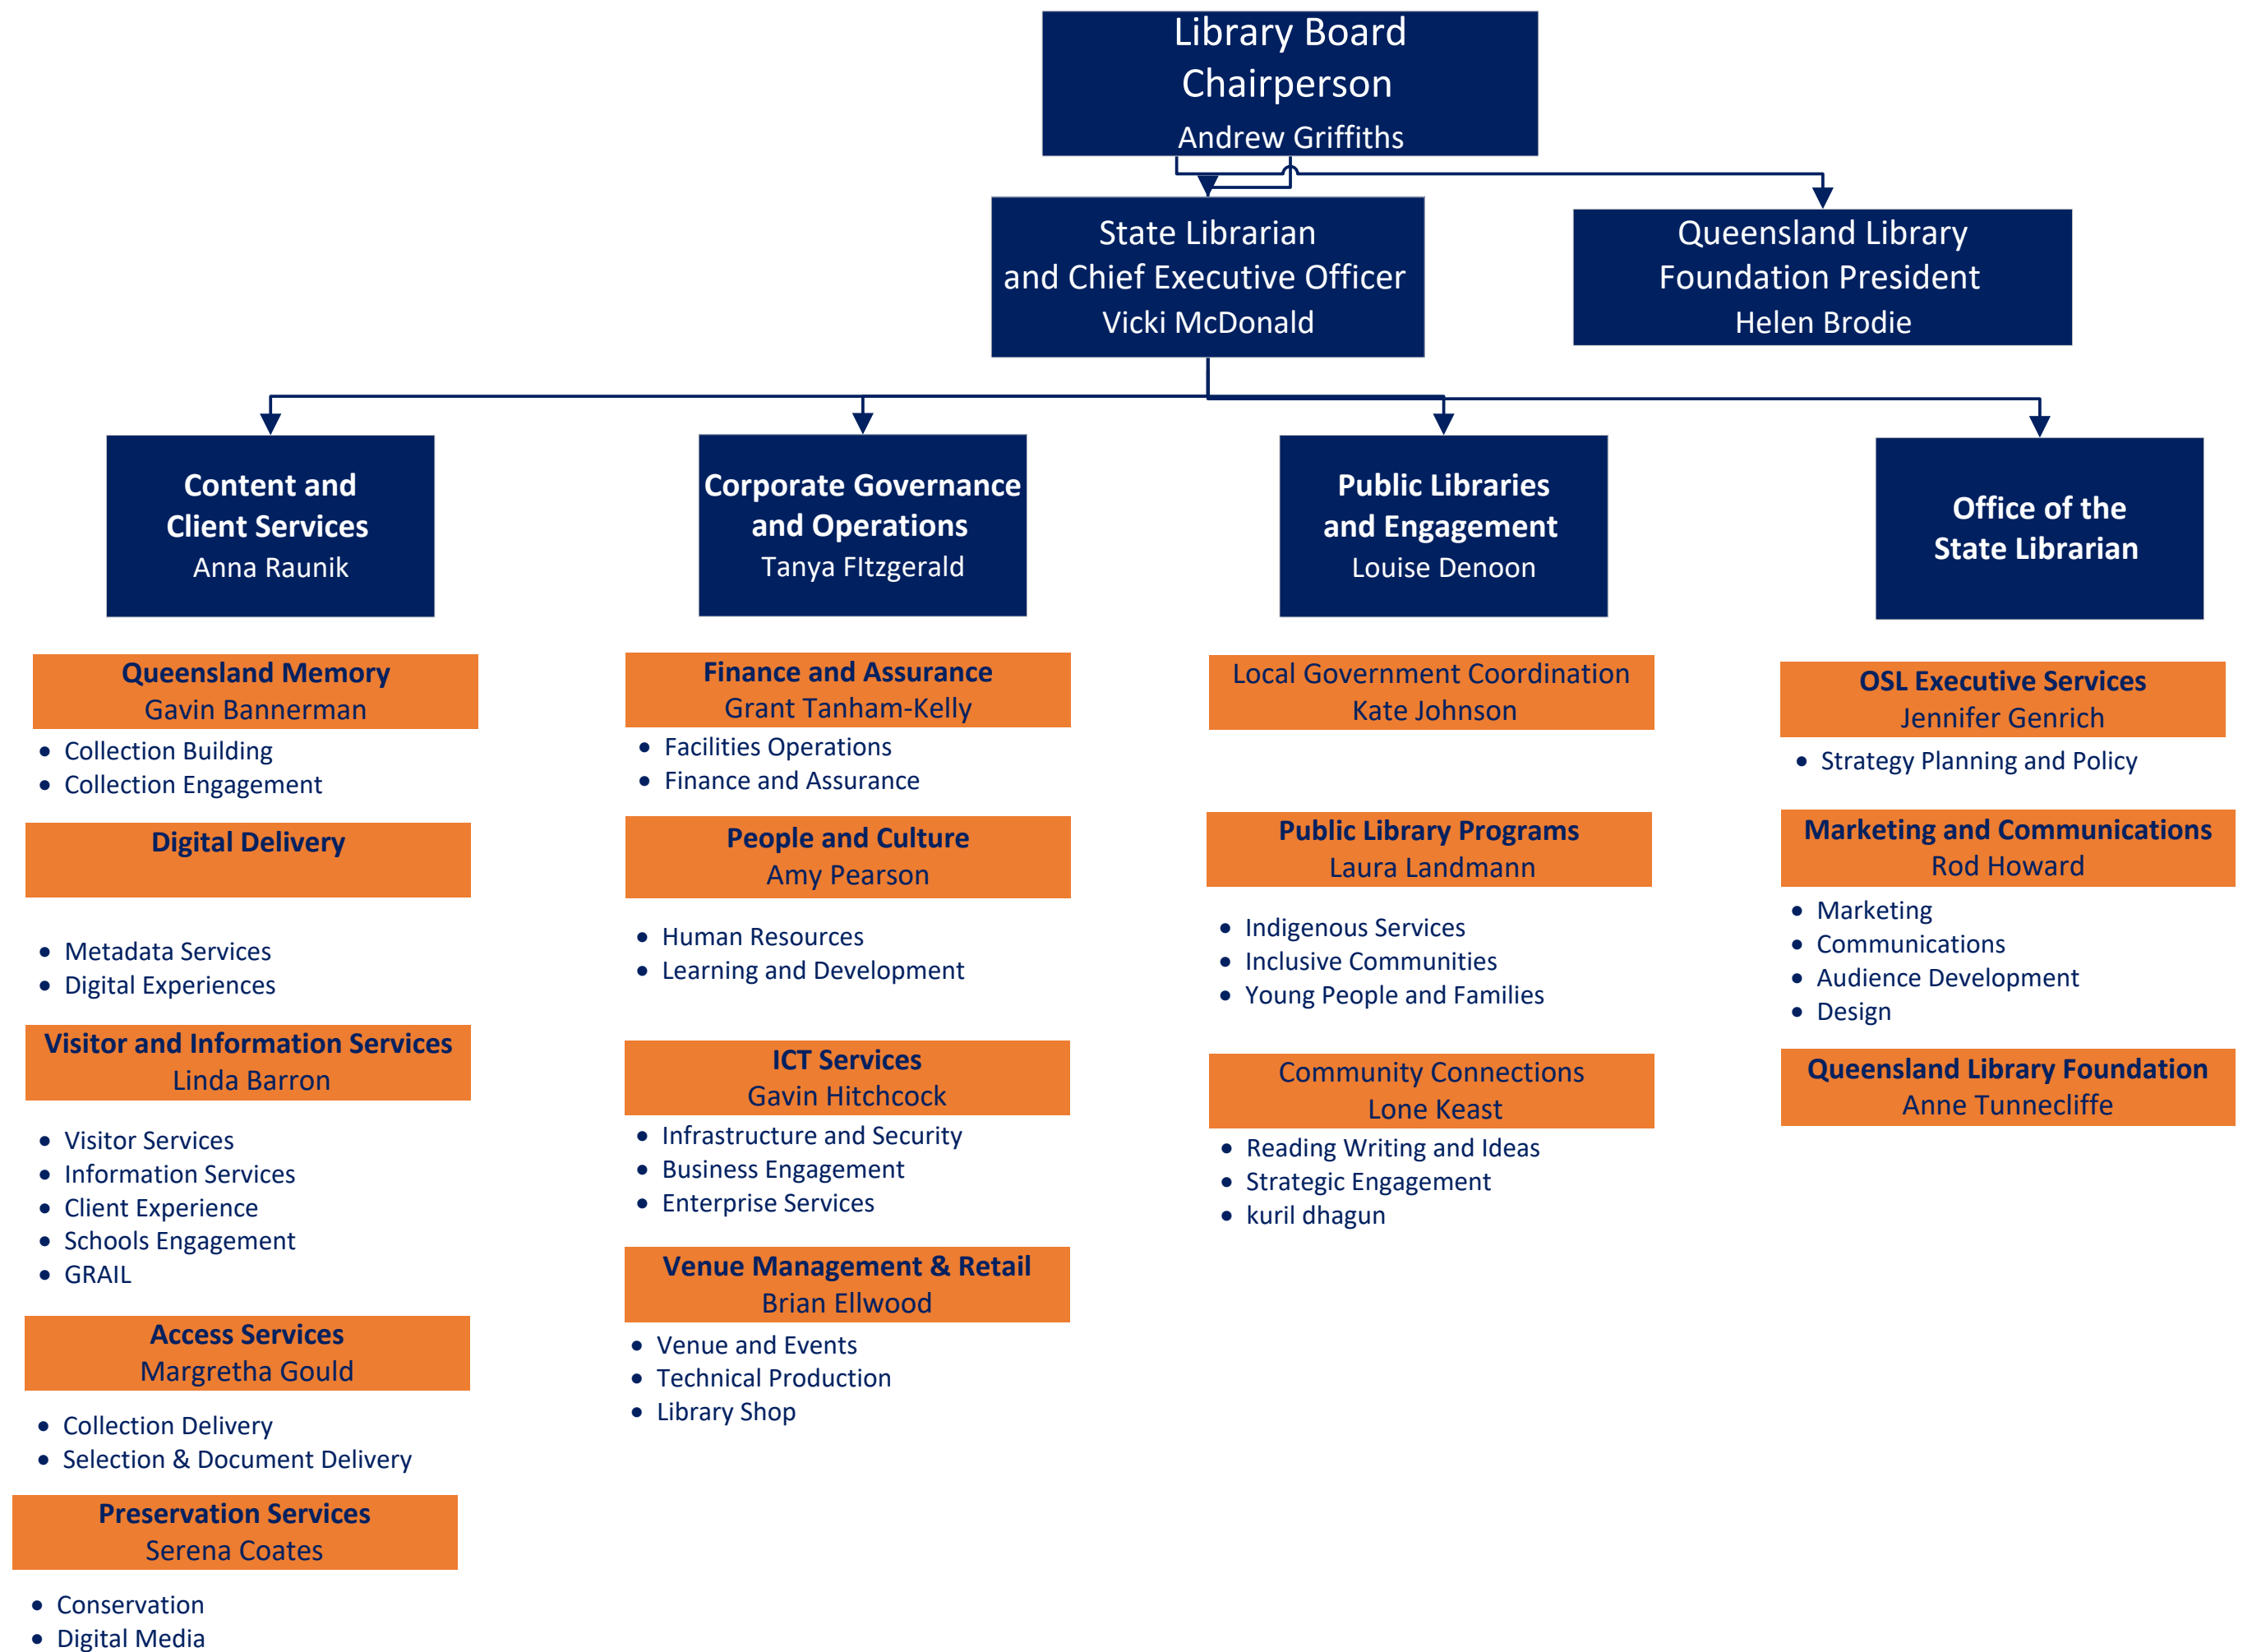 Library Board
Chairperson
Andrew Griffiths
State Librarian
and Chief Executive Officer
Vicki McDonald
Queensland Library
Foundation President
Helen Brodie
Content and
Client Services
Anna Raunik
Queensland Memory
Gavin Bannerman
• Collection Building
• Collection Engagement
Digital Delivery
• Metadata Services
• Digital Experiences
Visitor and Information Services
Linda Barron
• Visitor Services
• Information Services
• Client Experience
• Schools Engagement
• GRAIL
Access Services
Margretha Gould
• Collection Delivery
• Selection & Document Delivery
Preservation Services
Serena Coates
• Conservation
• Digital Media
Corporate Governance
and Operations
Tanya FItzgerald
Finance and Assurance
Grant Tanham-Kelly
• Facilities Operations
• Finance and Assurance
People and Culture
Amy Pearson
• Human Resources
• Learning and Development
ICT Services
Gavin Hitchcock
• Infrastructure and Security
• Business Engagement
• Enterprise Services
Venue Management & Retail
Brian Ellwood
• Venue and Events
• Technical Production
• Library Shop
Public Libraries
and Engagement
Louise Denoon
Local Government Coordination
Kate Johnson
Public Library Programs
Laura Landmann
• Indigenous Services
• Inclusive Communities
• Young People and Families
Community Connections
Lone Keast
• Reading Writing and Ideas
• Strategic Engagement
• kuril dhagun
Office of the
State Librarian
OSL Executive Services
Jennifer Genrich
• Strategy Planning and Policy
Marketing and Communications
Rod Howard
• Marketing
• Communications
• Audience Development
• Design
Queensland Library Foundation
Anne Tunnecliffe